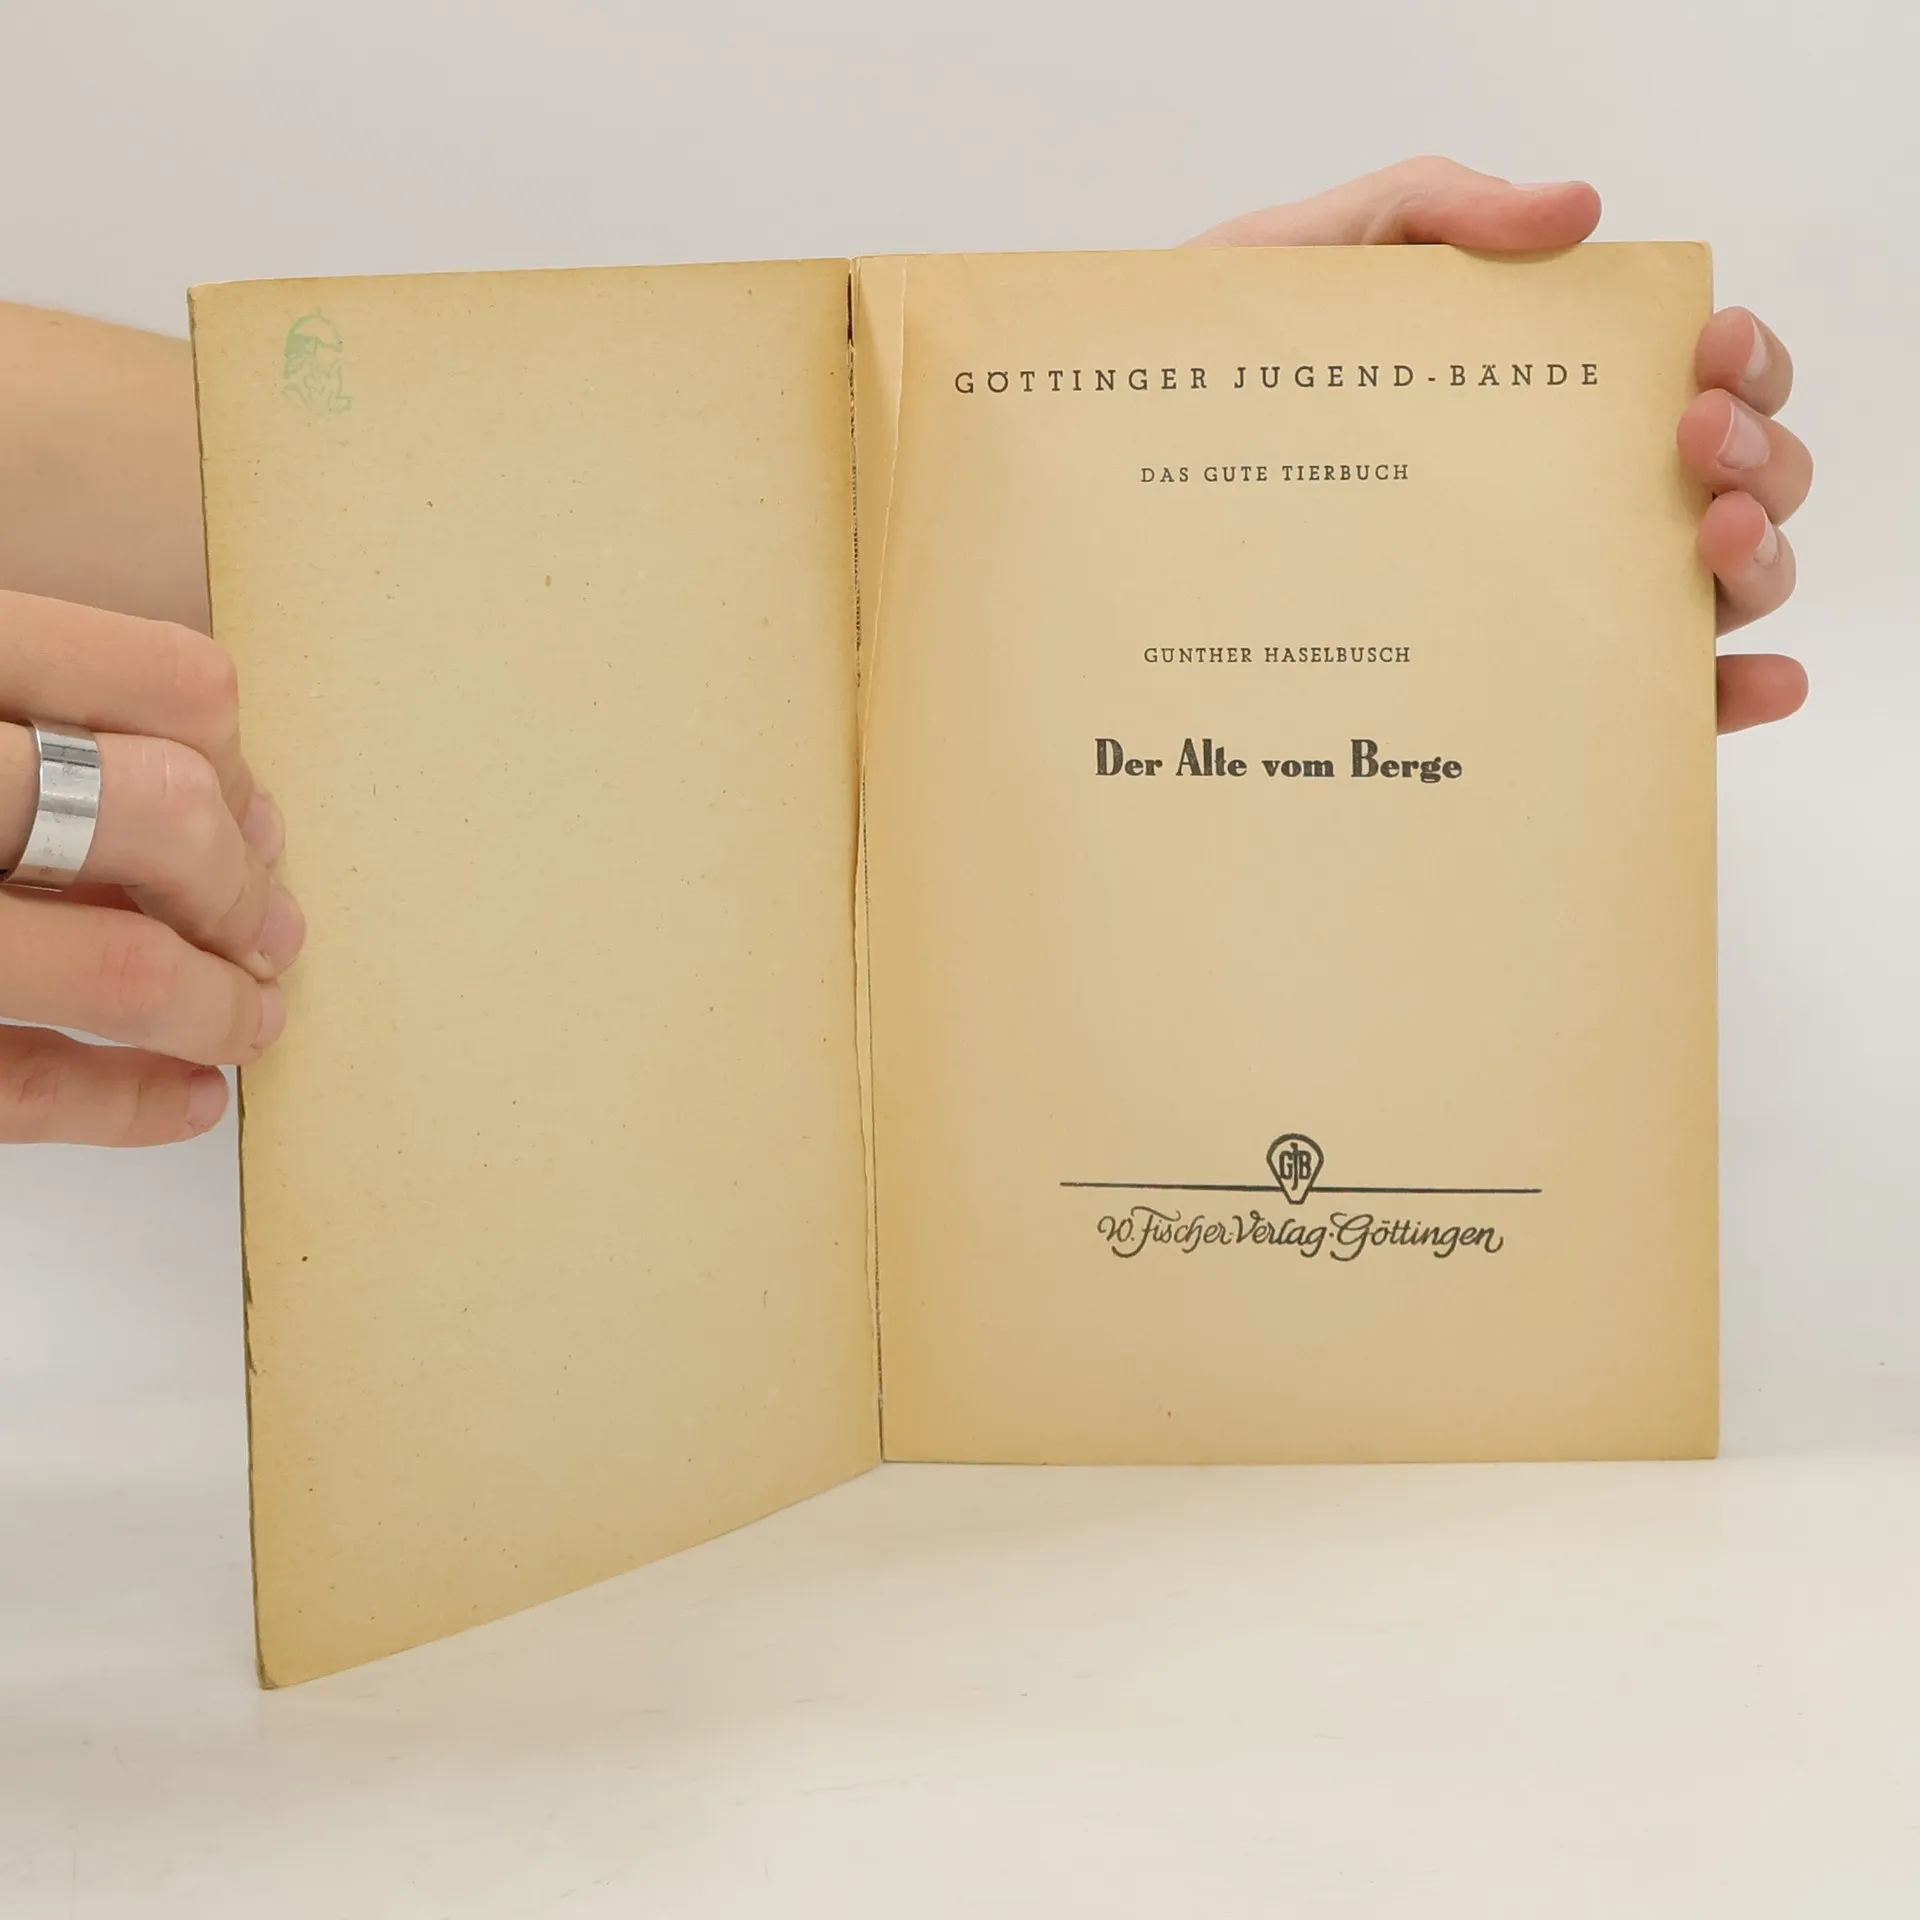 GÖTTINGER JUGEND-BÄNDE
DAS GUTE TIERBUCH
GÜNTHER HASELBUSCH
Der Alte vom Berge
GJB
W. Fischer-Verlag·Göttingen